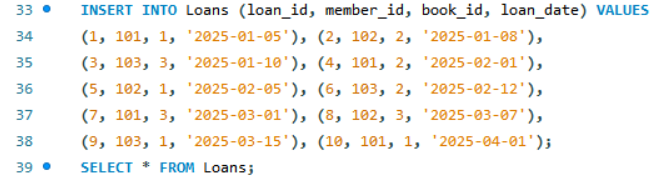 33 INSERT INTO Loans (loan_id, member_id, book_id, loan_date) VALUES
34 (1, 101, 1, '2025-01-05'), (2, 102, 2, '2025-01-08'),
35 (3, 103, 3, '2025-01-10'), (4, 101, 2, '2025-02-01'),
36 (5, 102, 1, '2025-02-05'), (6, 103, 2, '2025-02-12'),
37 (7, 101, 3, '2025-03-01'), (8, 102, 3, '2025-03-07'),
38 (9, 103, 1, '2025-03-15'), (10, 101, 1, '2025-04-01');
39 SELECT * FROM Loans;